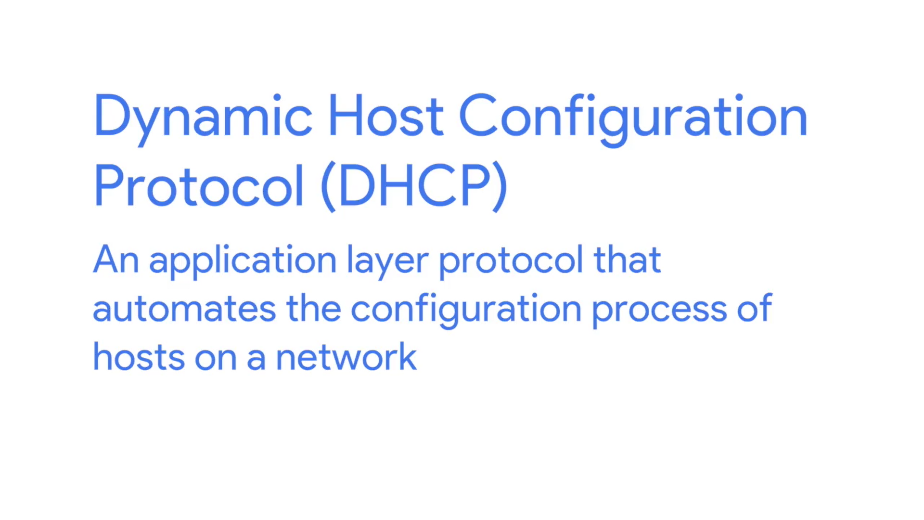 Dynamic Host Configuration
Protocol (DHCP)
An application layer protocol that
automates the configuration process of
hosts on a network